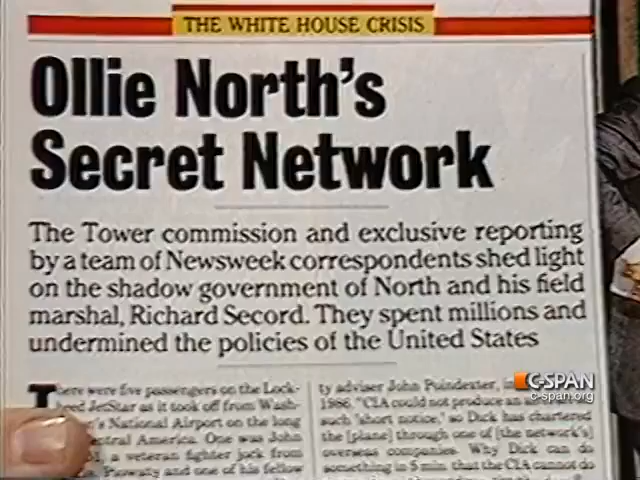 THE WHITE HOUSE CRISIS
Ollie North's
Secret Network
The Tower commission and exclusive reporting
by a team of Newsweek correspondents shed light
on the shadow government of North and his field
marshal, Richard Secord. They spent millions and
undermined the policies of the United States
There were five passengers on the Lock-
JetStar as it took off from Wash-
National Airport on the long
Central America. One was John
a veteran fighter jock from
Piowaty and one of his fellow
ty adviser John Poindexter, in
1986. "CIA could not produce an
such 'short notice,' so Dick has chartered
the [plane] through one of [the network's]
overseas companies. Why Dick can do
something in 5 min. that the CIA cannot do
C-SPAN
c-span.org